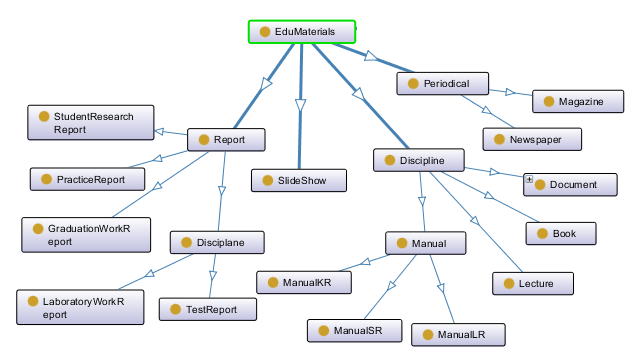 EduMaterials
Periodical
Magazine
StudentResearch
Report
Report
Newspaper
Discipline
PracticeReport
SlideShow
Document
GraduationWorkR
eport
Disciplane
Manual
Book
ManualKR
Lecture
LaboratoryWorkR
eport
TestReport
ManualSR
ManualLR